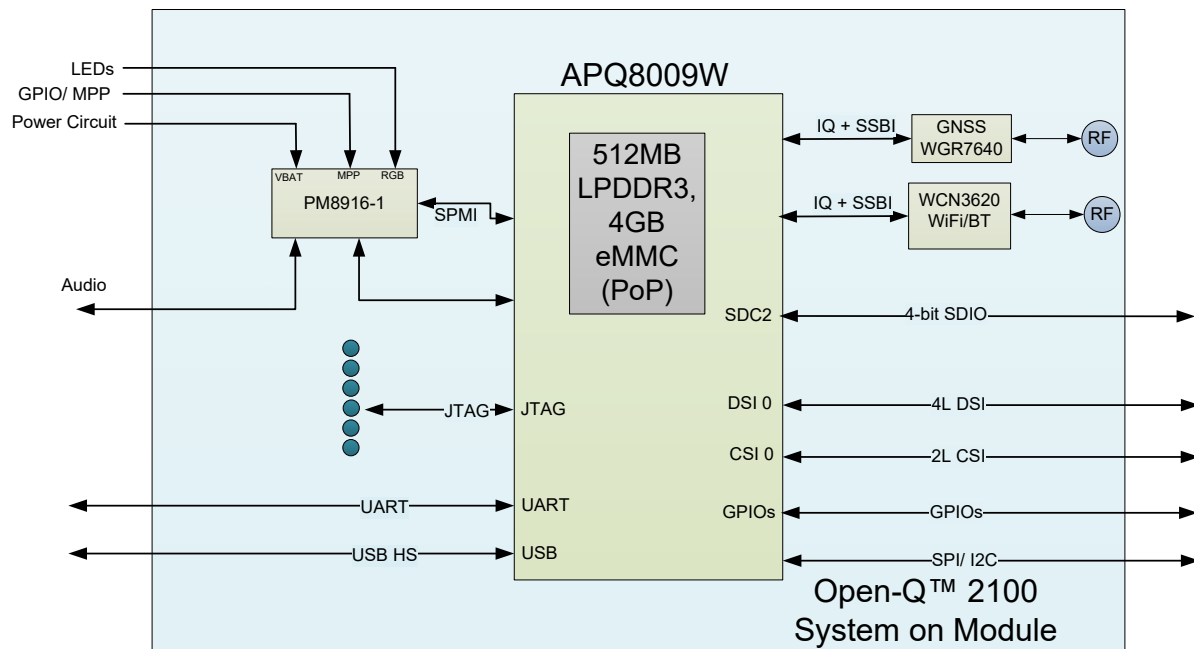 LEDs
GPIO/ MPP
Power Circuit
VBAT
MPP
RGB
PM8916-1
SPMI
Audio
JTAG
UART
USB HS
APQ8009W
512MB
LPDDR3,
4GB
eMMC
(PoP)
JTAG
UART
USB
SDC2
DSI 0
CSI 0
GPIOs
IQ + SSBI
GNSS
WGR7640
RF
IQ + SSBI
WCN3620
WiFi/BT
RF
4-bit SDIO
4L DSI
2L CSI
GPIOs
SPI/ I2C
Open-Q™ 2100
System on Module